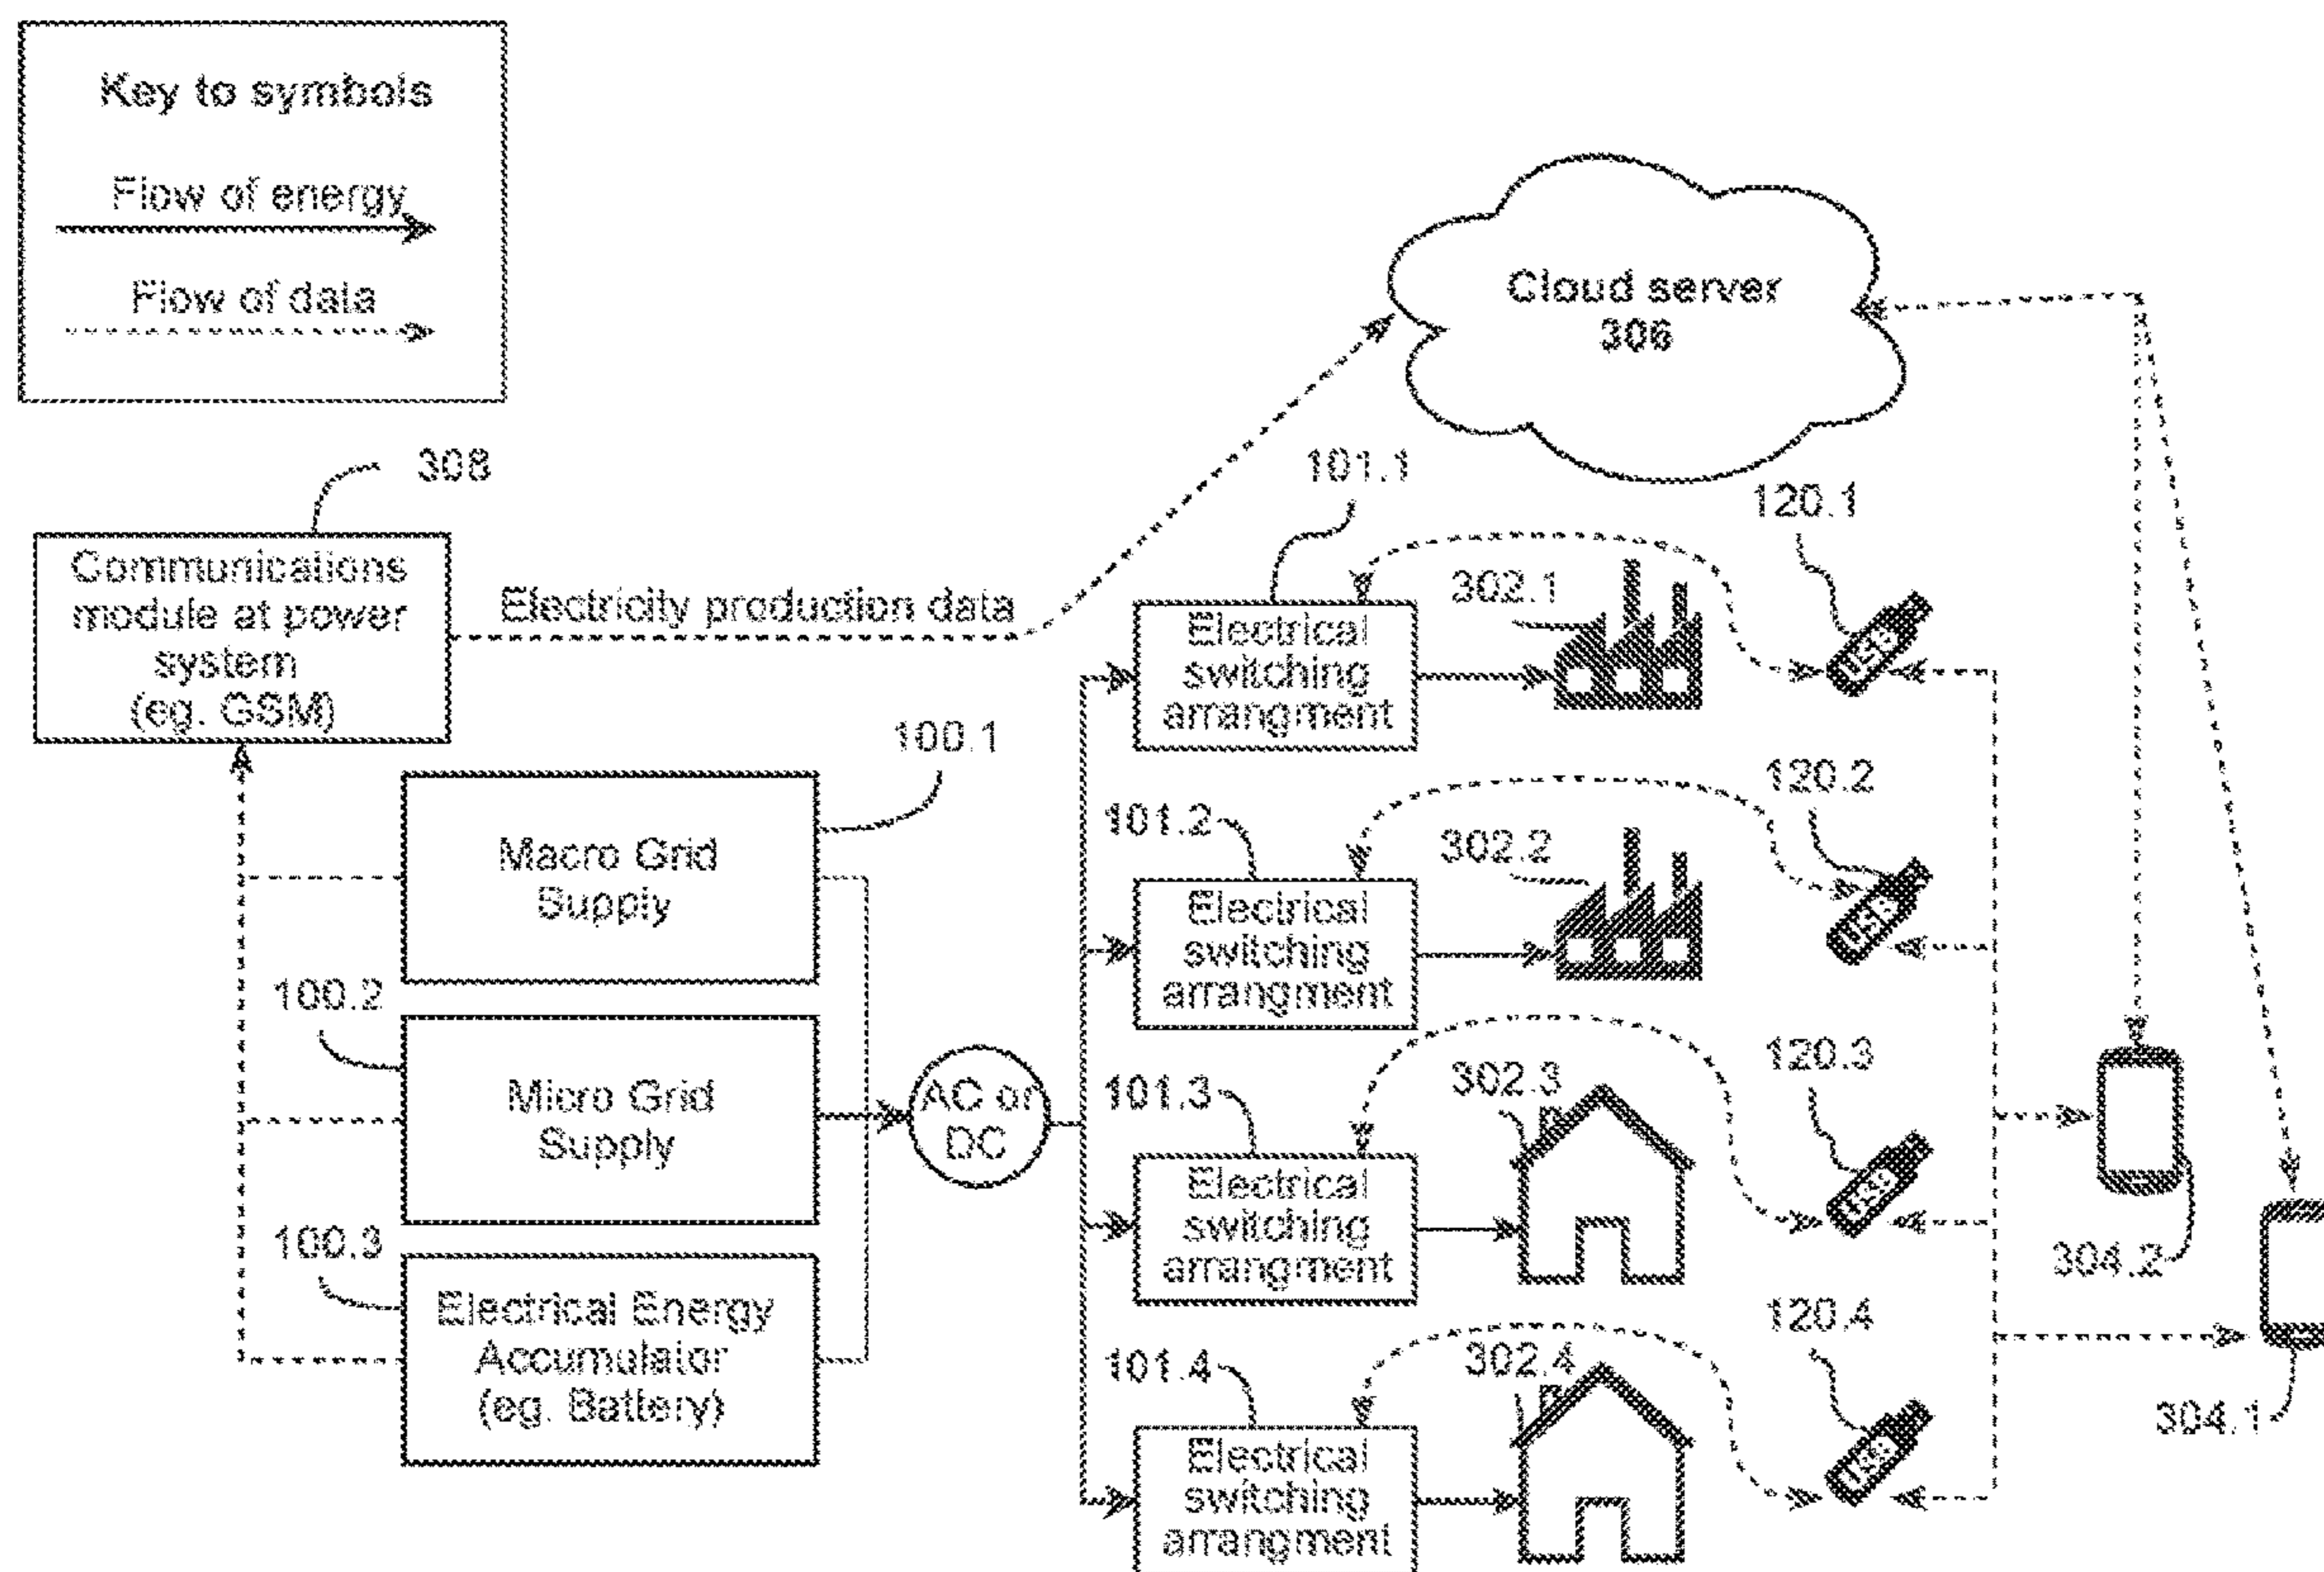 Key to symbols
Flow of energy
Flow of data
Cloud server
306
308
Communications
module at power
system
(eg. GSM)
Electricity production data
100.1
Macro Grid
Supply
100.2
Micro Grid
Supply
100.3
Electrical Energy
Accumulator
(eg. Battery)
AC or
DC
101.1
Electrical
switching
arrangment
302.1
120.1
USB
101.2
Electrical
switching
arrangment
302.2
120.2
USB
101.3
Electrical
switching
arrangment
302.3
120.3
USB
101.4
Electrical
switching
arrangment
302.4
120.4
USB
304.2
304.1